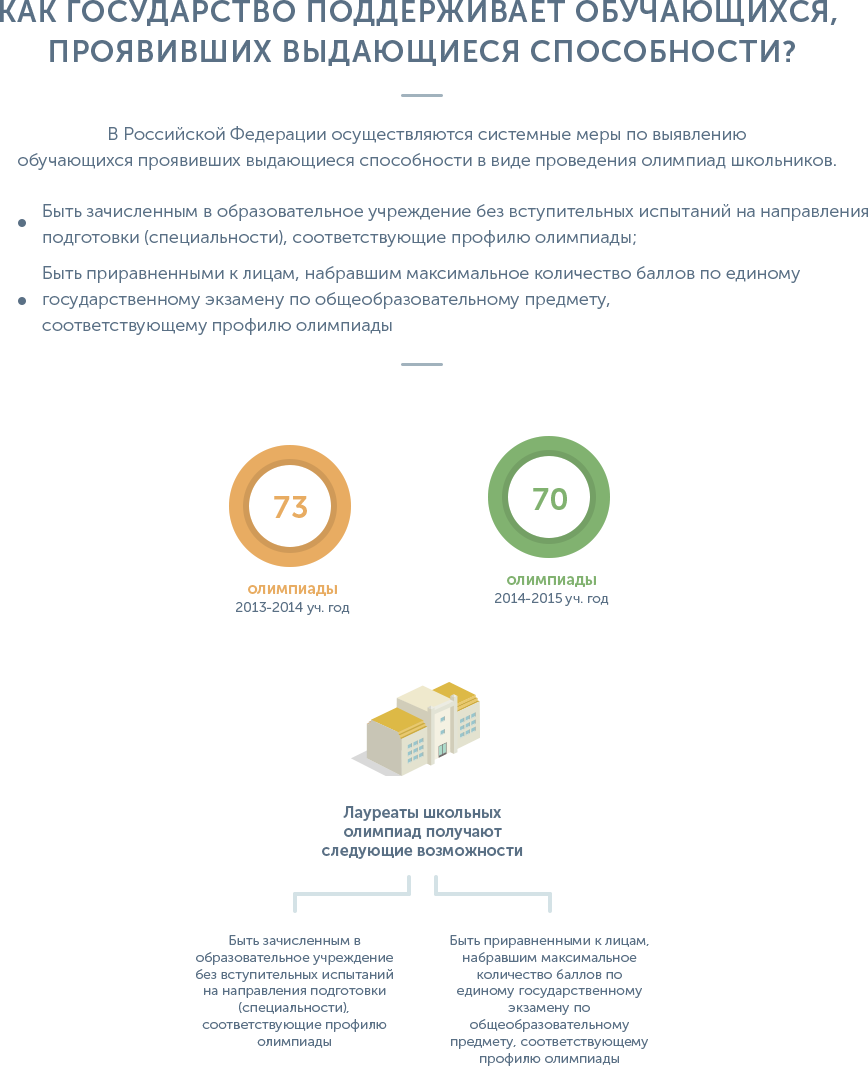 КАК ГОСУДАРСТВО ПОДДЕРЖИВАЕТ ОБУЧАЮЩИХСЯ,
ПРОЯВИВШИХ ВЫДАЮЩИЕСЯ СПОСОБНОСТИ?
В Российской Федерации осуществляются системные меры по выявлению
обучающихся проявивших выдающиеся способности в виде проведения олимпиад школьников.
Быть зачисленным в образовательное учреждение без вступительных испытаний на направления
подготовки (специальности), соответствующие профилю олимпиады;
Быть приравненными к лицам, набравшим максимальное количество баллов по единому
государственному экзамену по общеобразовательному предмету,
соответствующему профилю олимпиады
73
олимпиады
2013-2014 уч. год
70
олимпиады
2014-2015 уч. год
Лауреаты школьных
олимпиад получают
следующие возможности
Быть зачисленным в
образовательное учреждение
без вступительных испытаний
на направления подготовки
(специальности),
соответствующие профилю
олимпиады
Быть приравненными к лицам,
набравшим максимальное
количество баллов по
единому государственному
экзамену по
общеобразовательному
предмету, соответствующему
профилю олимпиады